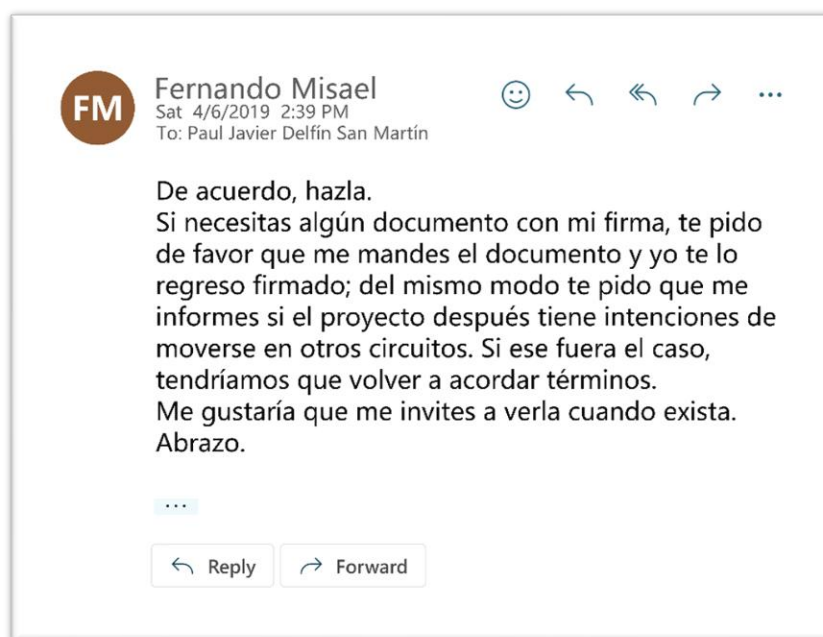 FM
Fernando Misael
Sat 4/6/2019 2:39 PM
To: Paul Javier Delfín San Martín
De acuerdo, hazla.
Si necesitas algún documento con mi firma, te pido
de favor que me mandes el documento y yo te lo
regreso firmado; del mismo modo te pido que me
informes si el proyecto después tiene intenciones de
moverse en otros circuitos. Si ese fuera el caso,
tendríamos que volver a acordar términos.
Me gustaría que me invites a verla cuando exista.
Abrazo.
...
Reply
Forward